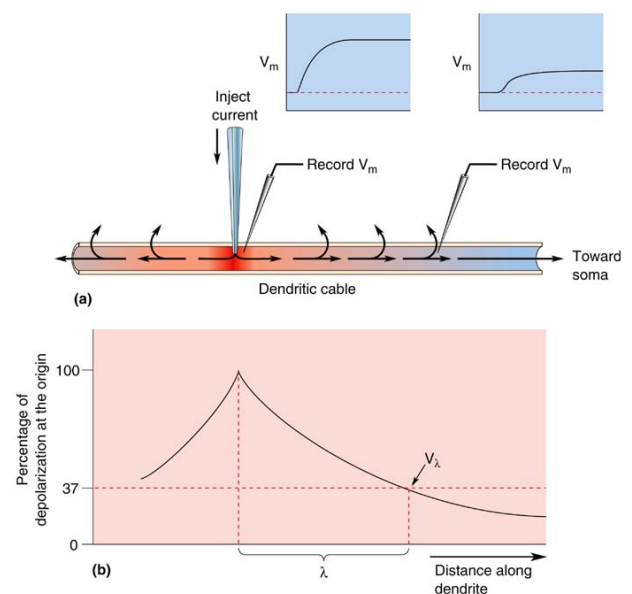 Vm
Vm
Inject
current
Record Vm
Record Vm
Toward
soma
(a)
Dendritic cable
Percentage of
depolarization at the origin
100
37
0
Vλ
(b)
λ
Distance along
dendrite